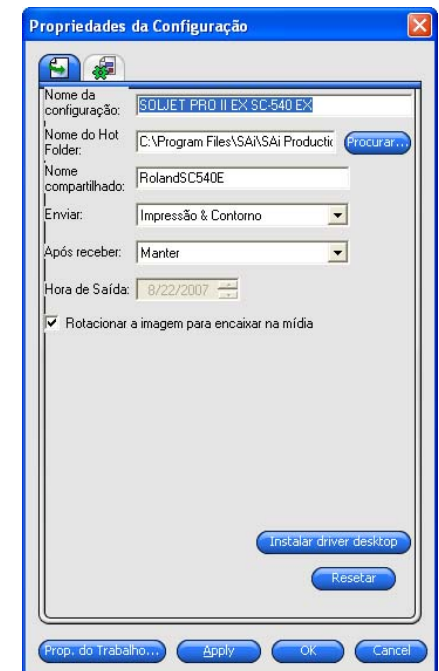 Propriedades da Configuração
Nome da
configuração:
SOLJET PRO II EX SC-540 EX
Nome do Hot
Folder:
C:\Program Files\SAi\SAi Productic
Procurar...
Nome
compartilhado:
RolandSC540E
Enviar:
Impressão & Contorno
Após receber:
Manter
Hora de Saída:
8/22/2007
Rotacionar a imagem para encaixar na mídia
Instalar driver desktop
Resetar
Prop. do Trabalho...
Apply
OK
Cancel